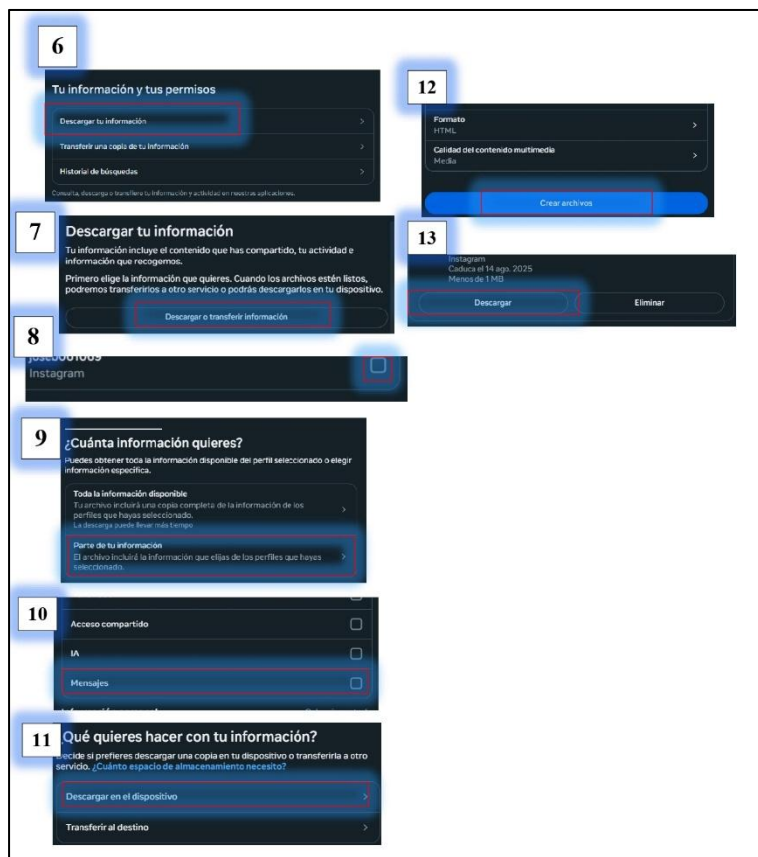 6
Tu información y tus permisos
Descargar tu información
Transferir una copia de tu información
Historial de búsquedas
Consulta, descarga o transfiere tu información y actividad en nuestras aplicaciones.
7
Descargar tu información
Tu información incluye el contenido que has compartido, tu actividad e
información que recogemos.
Primero elige la información que quieres. Cuando los archivos estén listos,
podremos transferirlos a otro servicio o podrás descargarlos en tu dispositivo.
Descargar o transferir información
8
Instagram
9
¿Cuánta información quieres?
Puedes obtener toda la información disponible del perfil seleccionado o elegir
información específica.
Toda la información disponible
Tu archivo incluirá una copia completa de la información de los
perfiles que hayas seleccionado.
La descarga puede llevar más tiempo
Parte de tu información
El archivo incluirá la información que elijas de los perfiles que hayas
seleccionado.
10
Acceso compartido
IA
Mensajes
11
¿Qué quieres hacer con tu información?
Decide si prefieres descargar una copia en tu dispositivo o transferirla a otro
servicio. ¿Cuánto espacio de almacenamiento necesito?
Descargar en el dispositivo
Transferir al destino
12
Formato
HTML
Calidad del contenido multimedia
Media
Crear archivos
13
Instagram
Caduca el 14 ago. 2025
Menos de 1 MB
Descargar
Eliminar